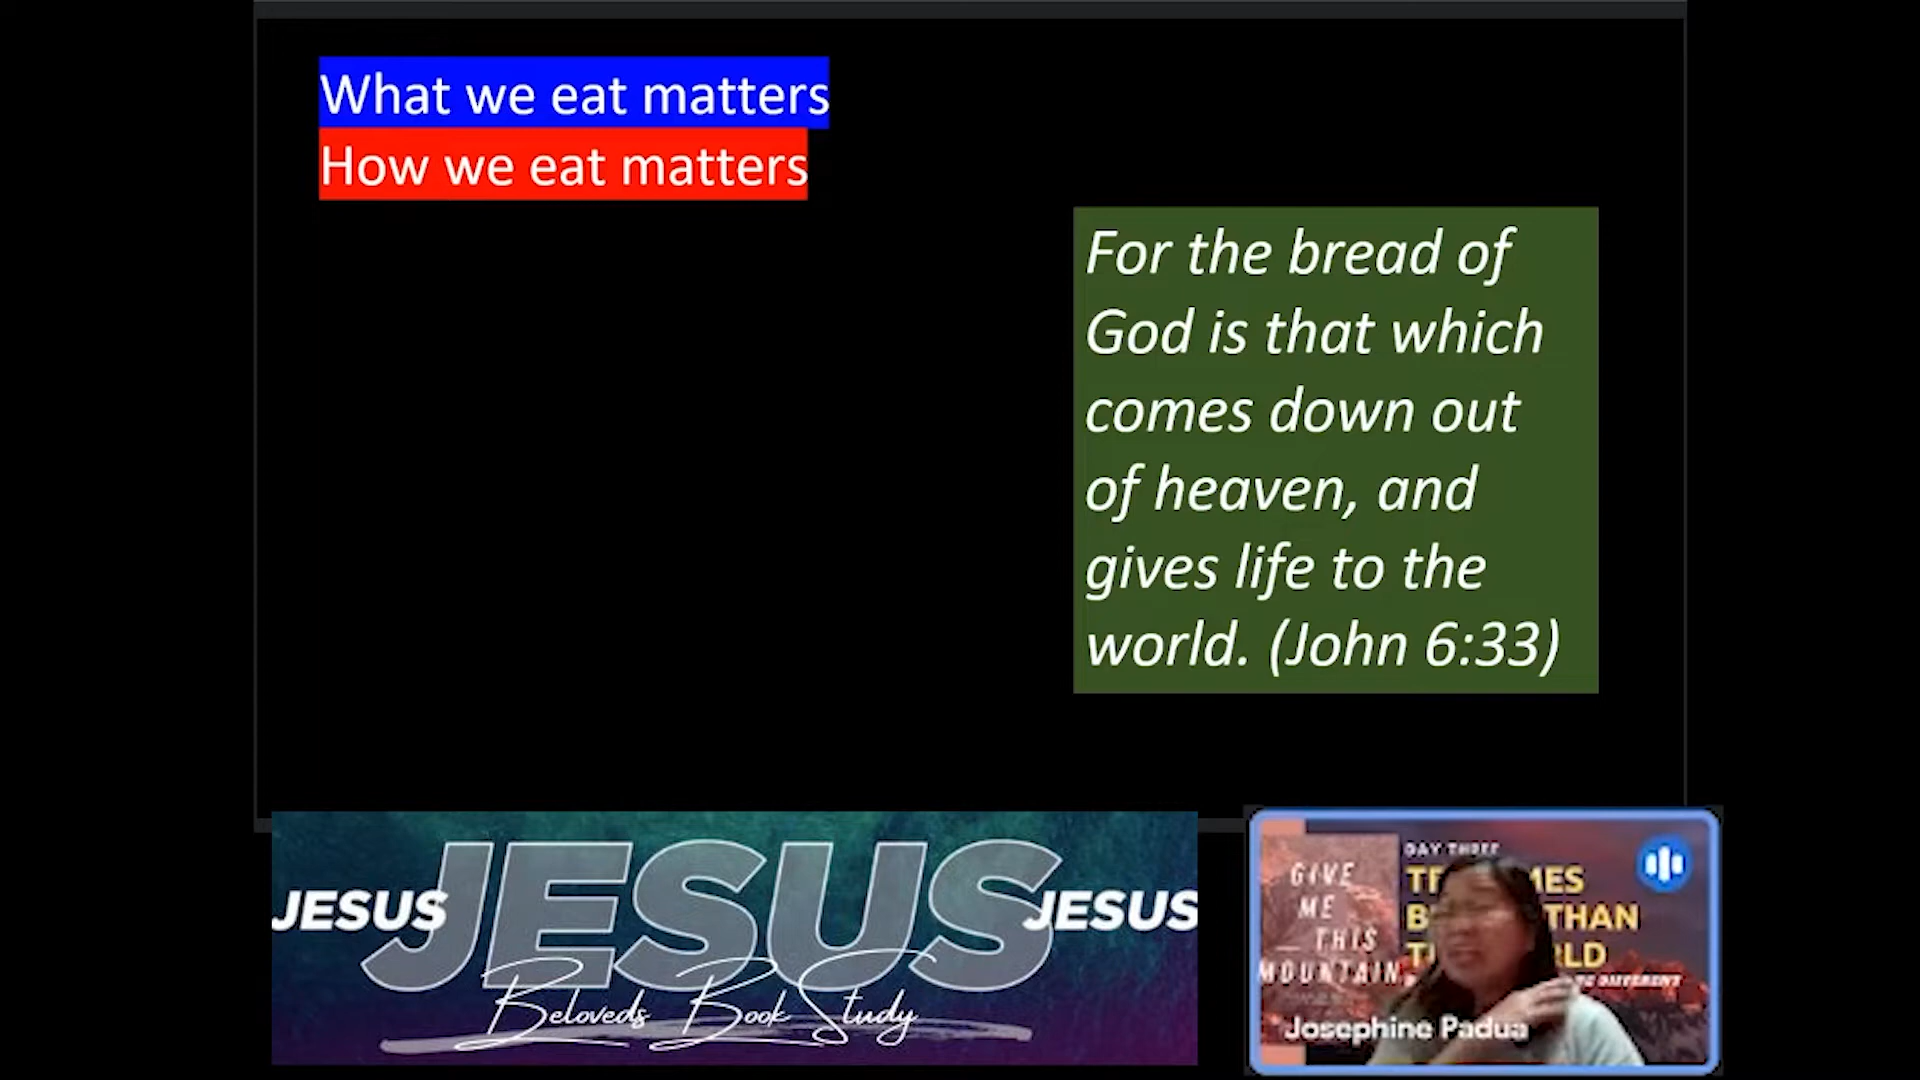 What we eat matters
How we eat matters
For the bread of
God is that which
comes down out
of heaven, and
gives life to the
world. (John 6:33)
JESUS
JESUS
JESUS
Beloveds Book Study
GIVE
ME
THIS
MOUNTAIN
DAY THREE
THAN
DIFFERENT
Josephine Padua